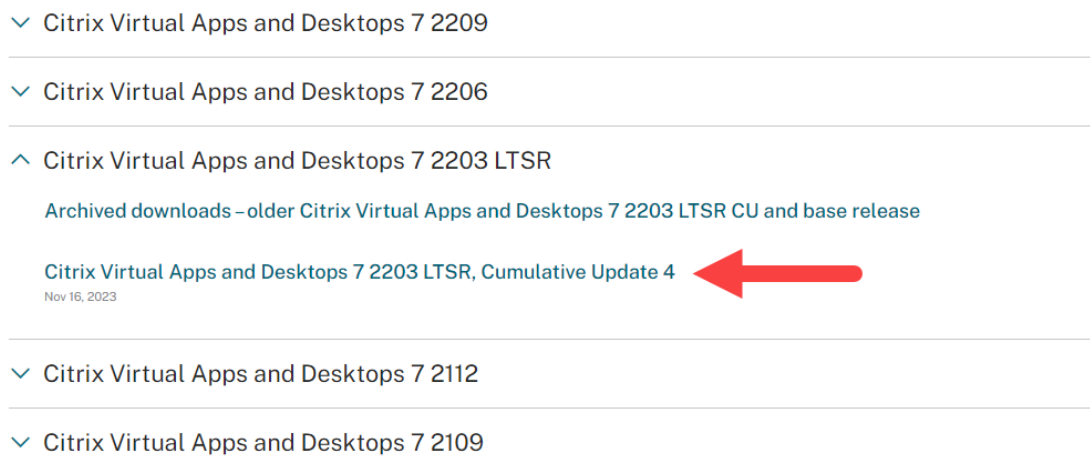 Citrix Virtual Apps and Desktops 7 2209
Citrix Virtual Apps and Desktops 7 2206
Citrix Virtual Apps and Desktops 7 2203 LTSR
Archived downloads – older Citrix Virtual Apps and Desktops 7 2203 LTSR CU and base release
Citrix Virtual Apps and Desktops 7 2203 LTSR, Cumulative Update 4
Nov 16, 2023
Citrix Virtual Apps and Desktops 7 2112
Citrix Virtual Apps and Desktops 7 2109